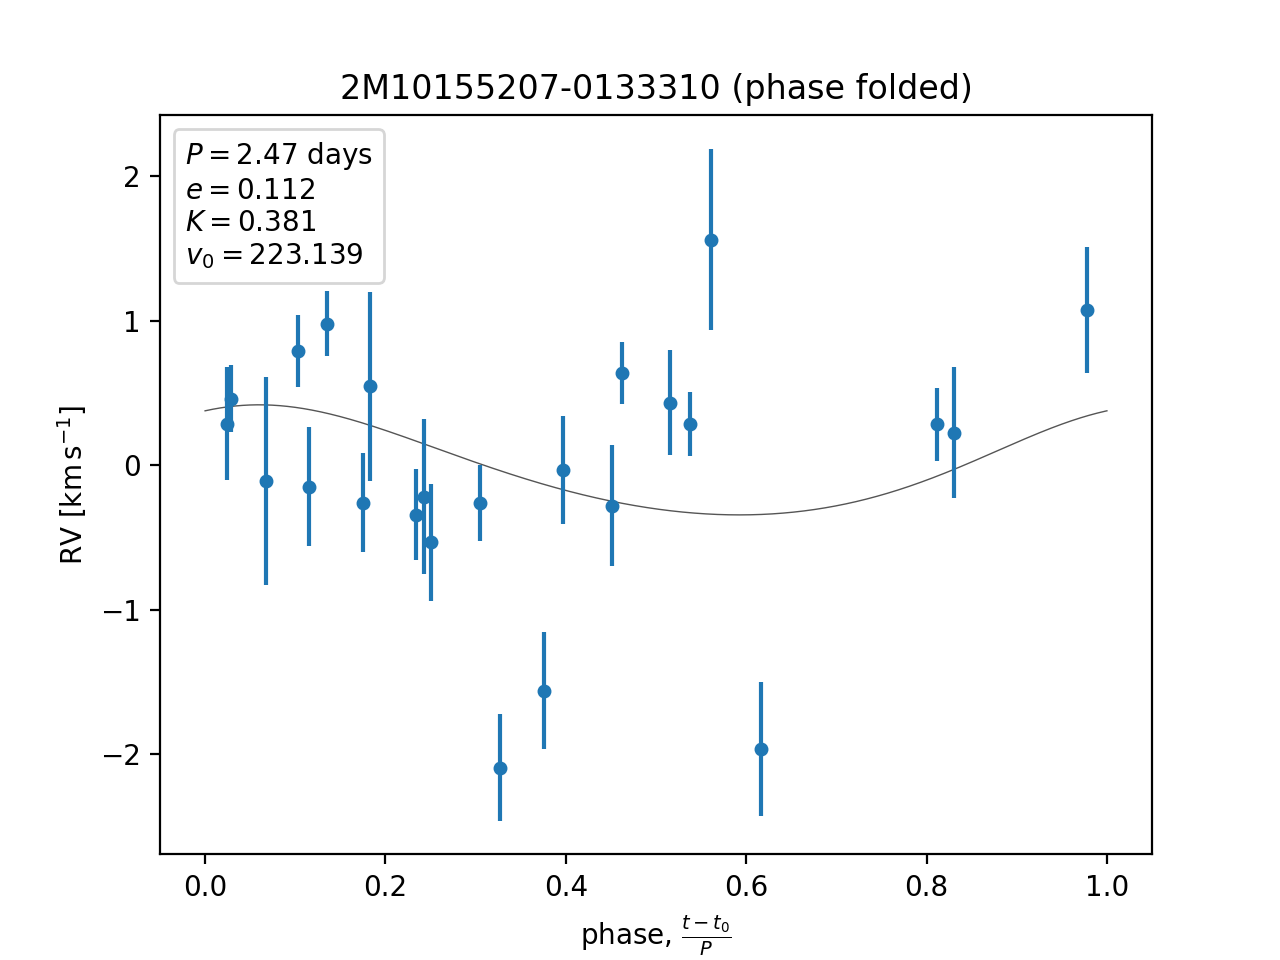 2M10155207-0133310 (phase folded)
P = 2.47 days
e = 0.112
K = 0.381
v₀ = 223.139
2
1
0
−1
−2
RV [km s⁻¹]
0.0 0.2 0.4 0.6 0.8 1.0
phase, (t − t₀)/P